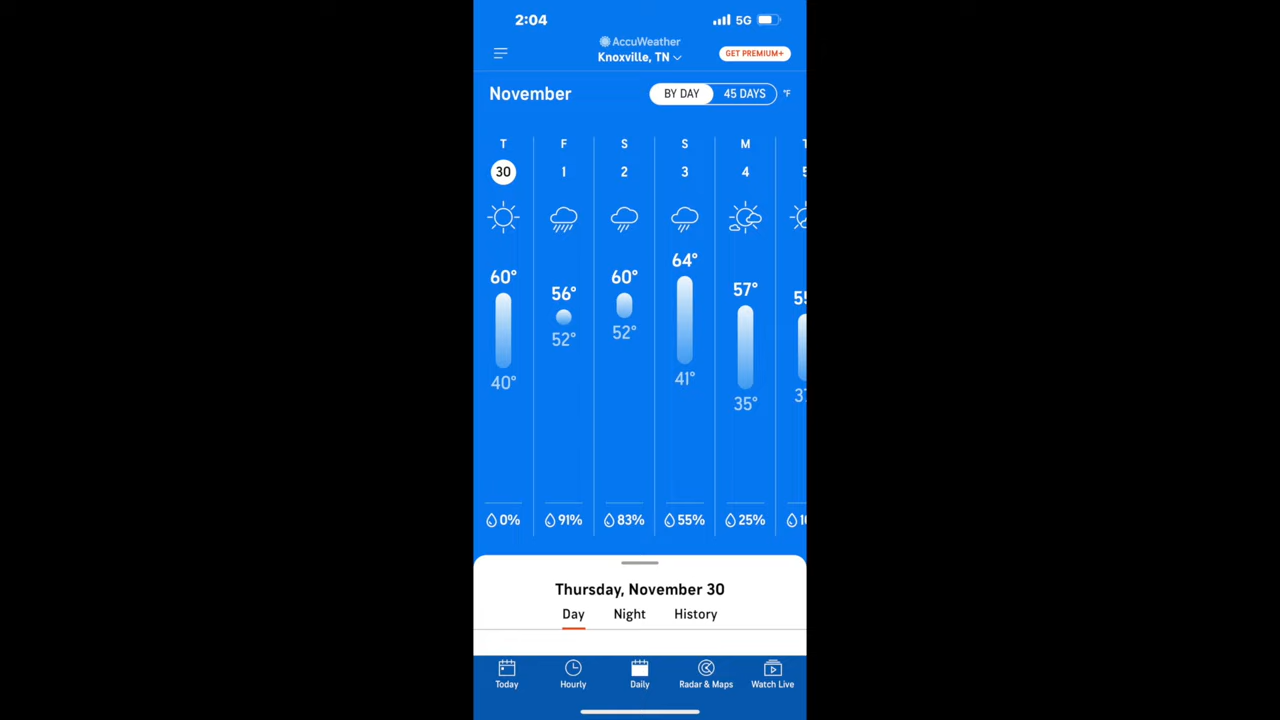 2:04 5G
AccuWeather
Knoxville, TN
GET PREMIUM+
November BY DAY 45 DAYS °F
T F S S M
30 1 2 3 4
60° 56° 60° 64° 57°
40° 52° 52° 41° 35°
0% 91% 83% 55% 25%
Thursday, November 30
Day Night History
Today Hourly Daily Radar & Maps Watch Live